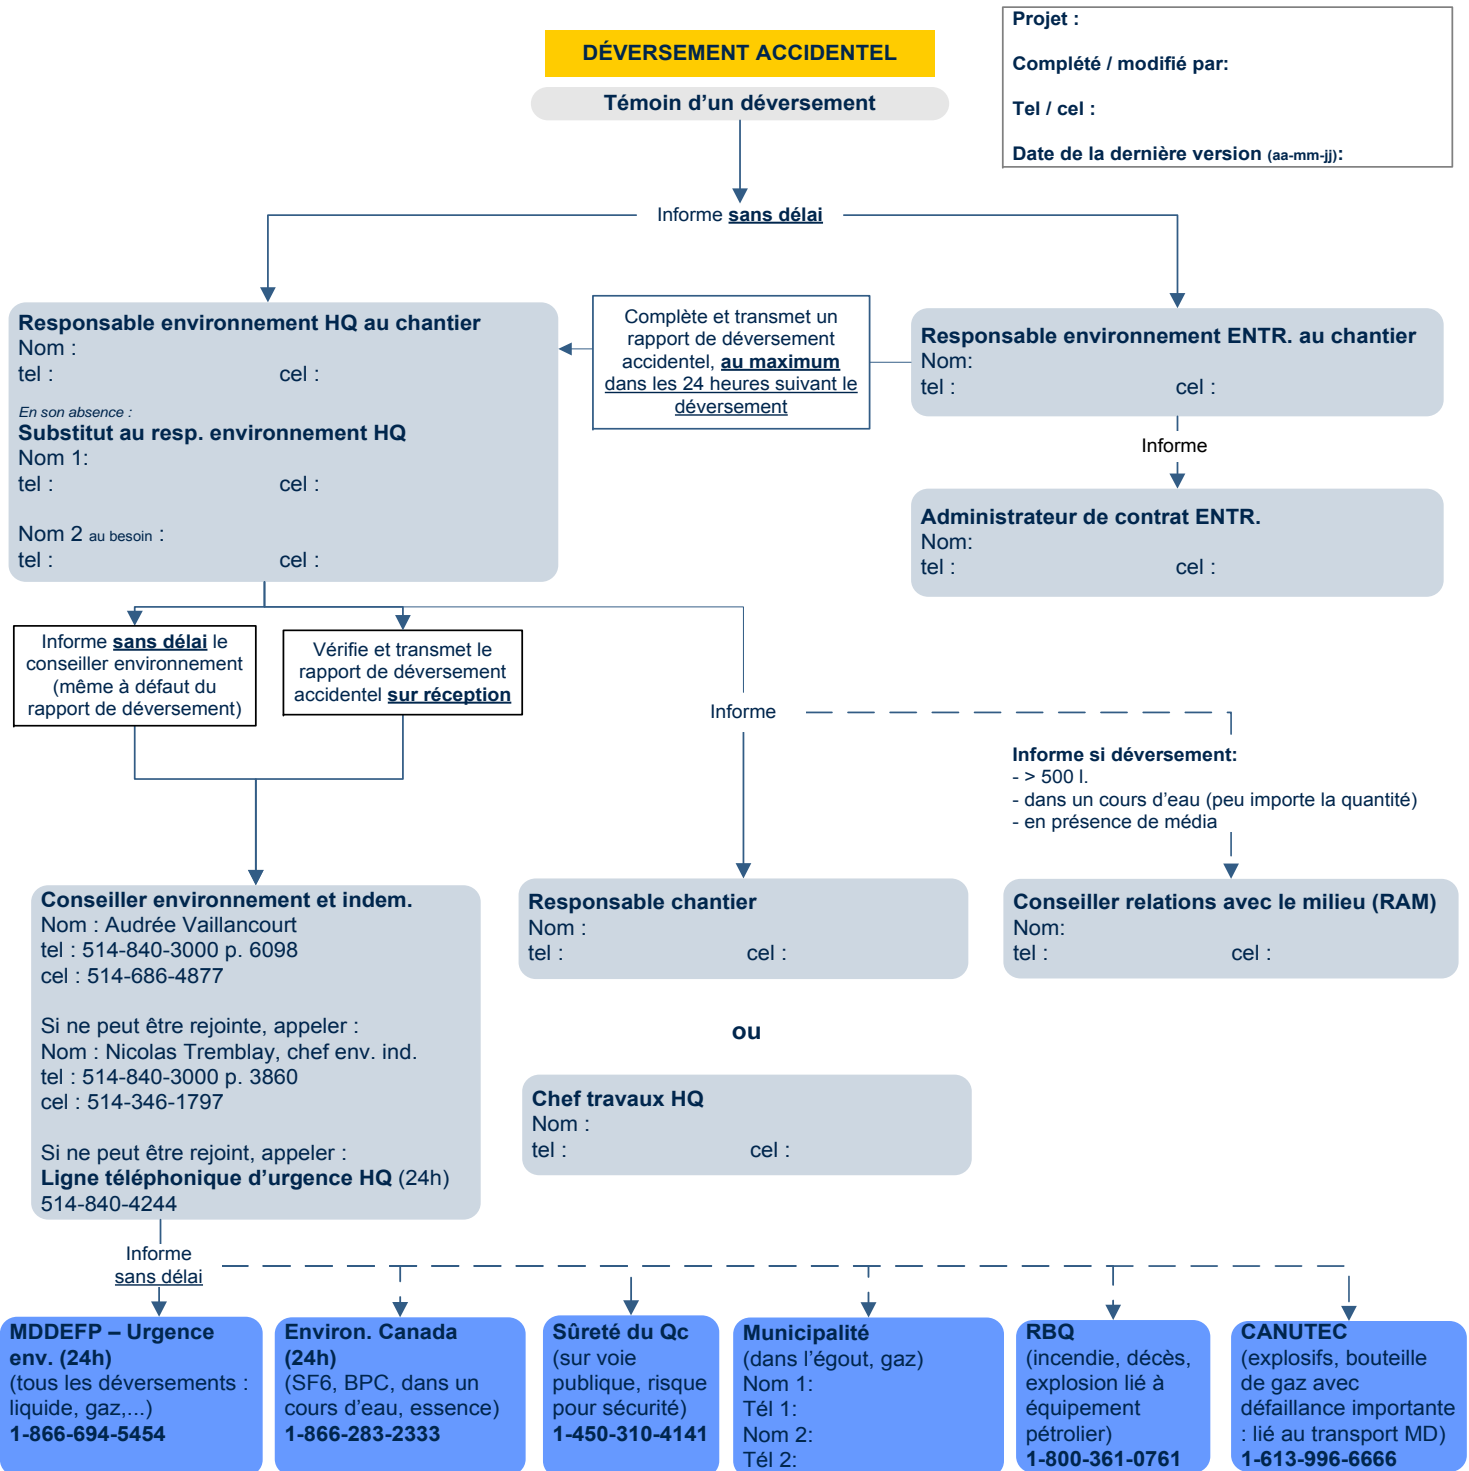 DÉVERSEMENT ACCIDENTEL
Témoin d'un déversement
Projet :
Complété / modifié par:
Tel / cel :
Date de la dernière version (aa-mm-jj):
Informe sans délai
Responsable environnement HQ au chantier
Nom :
tel : cel :
En son absence :
Substitut au resp. environnement HQ
Nom 1:
tel : cel :
Nom 2 au besoin :
tel : cel :
Complète et transmet un
rapport de déversement
accidentel, au maximum
dans les 24 heures suivant le
déversement
Responsable environnement ENTR. au chantier
Nom:
tel : cel :
Informe
Administrateur de contrat ENTR.
Nom:
tel : cel :
Informe sans délai le
conseiller environnement
(même à défaut du
rapport de déversement)
Vérifie et transmet le
rapport de déversement
accidentel sur réception
Informe
Informe si déversement:
- > 500 l.
- dans un cours d'eau (peu importe la quantité)
- en présence de média
Conseiller environnement et indem.
Nom : Audrée Vaillancourt
tel : 514-840-3000 p. 6098
cel : 514-686-4877
Si ne peut être rejointe, appeler :
Nom : Nicolas Tremblay, chef env. ind.
tel : 514-840-3000 p. 3860
cel : 514-346-1797
Si ne peut être rejoint, appeler :
Ligne téléphonique d'urgence HQ (24h)
514-840-4244
Responsable chantier
Nom :
tel : cel :
ou
Chef travaux HQ
Nom :
tel : cel :
Conseiller relations avec le milieu (RAM)
Nom:
tel : cel :
Informe
sans délai
MDDEFP – Urgence
env. (24h)
(tous les déversements :
liquide, gaz,...)
1-866-694-5454
Environ. Canada
(24h)
(SF6, BPC, dans un
cours d'eau, essence)
1-866-283-2333
Sûreté du Qc
(sur voie
publique, risque
pour sécurité)
1-450-310-4141
Municipalité
(dans l'égout, gaz)
Nom 1:
Tél 1:
Nom 2:
Tél 2:
RBQ
(incendie, décès,
explosion lié à
équipement
pétrolier)
1-800-361-0761
CANUTEC
(explosifs, bouteille
de gaz avec
défaillance importante
: lié au transport MD)
1-613-996-6666